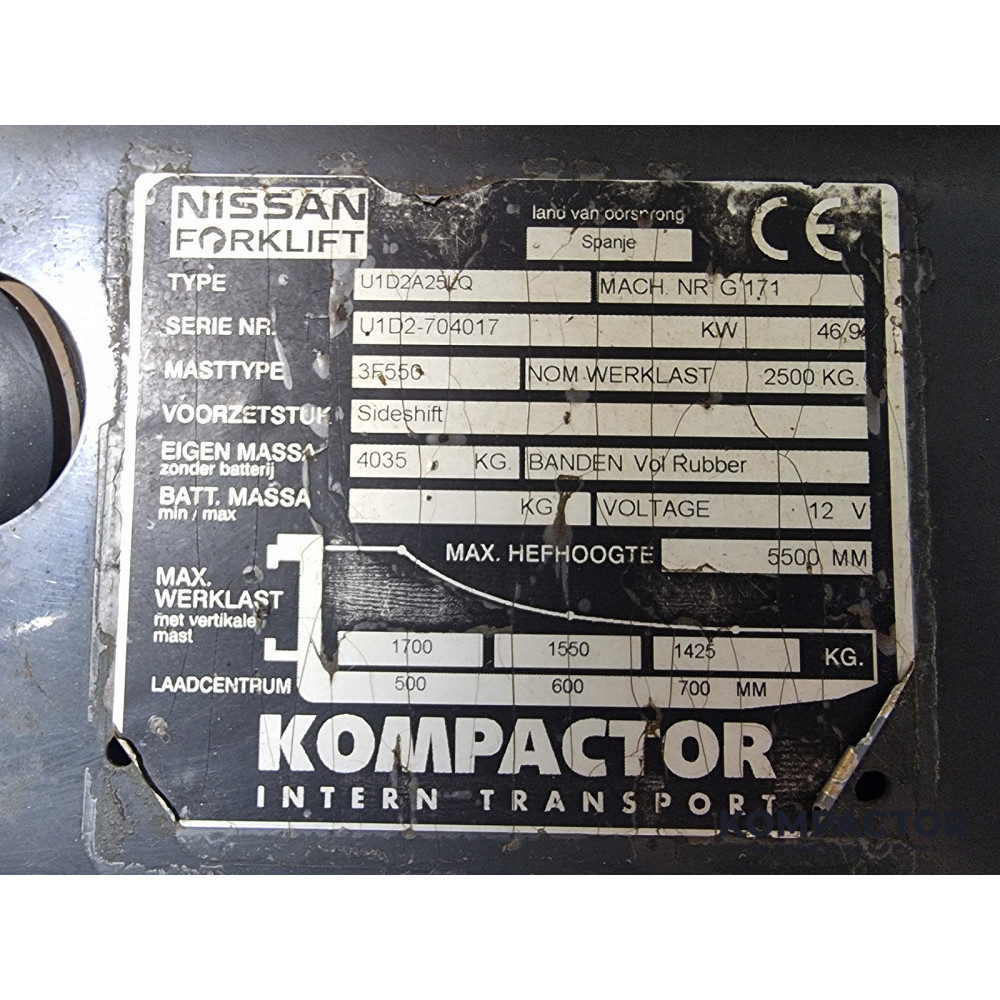 NISSAN
FORKLIFT
land van oorsprong
Spanje
CE
TYPE U1D2A25LQ MACH. NR G 171
SERIE NR. U1D2-704017 KW 46/94
MASTTYPE 3F550 NOM WERKLAST 2500 KG.
VOORZETSTUK Sideshift
EIGEN MASSA 4035 KG. BANDEN Vol Rubber
zonder batterij
BATT. MASSA KG VOLTAGE 12 V
min / max
MAX. HEFHOOGTE 5500 MM
MAX.
WERKLAST
met vertikale
mast
1700 1550 1425 KG.
LAADCENTRUM 500 600 700 MM
KOMPACTOR
INTERN TRANSPORT
KOMPACTOR